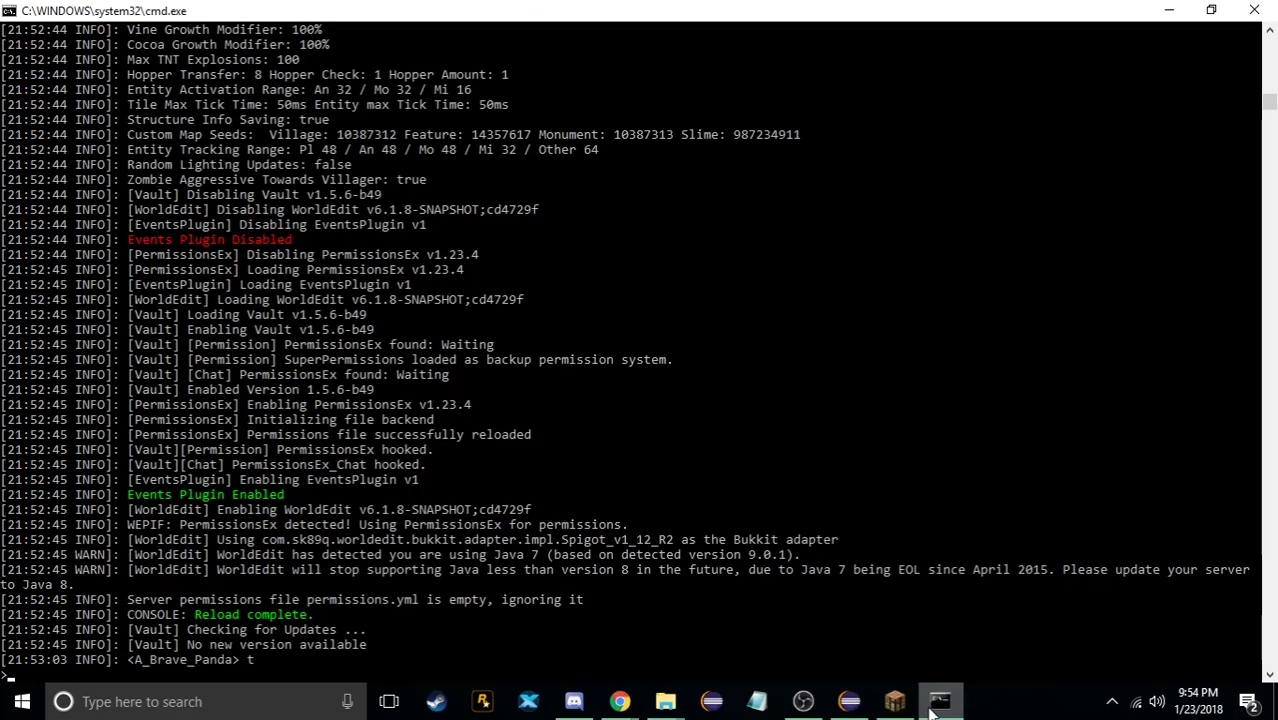 C:\WINDOWS\system32\cmd.exe
[21:52:44 INFO]: Vine Growth Modifier: 100%
[21:52:44 INFO]: Cocoa Growth Modifier: 100%
[21:52:44 INFO]: Max TNT Explosions: 100
[21:52:44 INFO]: Hopper Transfer: 8 Hopper Check: 1 Hopper Amount: 1
[21:52:44 INFO]: Entity Activation Range: An 32 / Mo 32 / Mi 16
[21:52:44 INFO]: Tile Max Tick Time: 50ms Entity max Tick Time: 50ms
[21:52:44 INFO]: Structure Info Saving: true
[21:52:44 INFO]: Custom Map Seeds:  Village: 10387312 Feature: 14357617 Monument: 10387313 Slime: 987234911
[21:52:44 INFO]: Entity Tracking Range: Pl 48 / An 48 / Mo 48 / Mi 32 / Other 64
[21:52:44 INFO]: Random Lighting Updates: false
[21:52:44 INFO]: Zombie Aggressive Towards Villager: true
[21:52:44 INFO]: [Vault] Disabling Vault v1.5.6-b49
[21:52:44 INFO]: [WorldEdit] Disabling WorldEdit v6.1.8-SNAPSHOT;cd4729f
[21:52:44 INFO]: [EventsPlugin] Disabling EventsPlugin v1
[21:52:44 INFO]: Events Plugin Disabled
[21:52:44 INFO]: [PermissionsEx] Disabling PermissionsEx v1.23.4
[21:52:45 INFO]: [PermissionsEx] Loading PermissionsEx v1.23.4
[21:52:45 INFO]: [EventsPlugin] Loading EventsPlugin v1
[21:52:45 INFO]: [WorldEdit] Loading WorldEdit v6.1.8-SNAPSHOT;cd4729f
[21:52:45 INFO]: [Vault] Loading Vault v1.5.6-b49
[21:52:45 INFO]: [Vault] Enabling Vault v1.5.6-b49
[21:52:45 INFO]: [Vault] [Permission] PermissionsEx found: Waiting
[21:52:45 INFO]: [Vault] [Permission] SuperPermissions loaded as backup permission system.
[21:52:45 INFO]: [Vault] [Chat] PermissionsEx found: Waiting
[21:52:45 INFO]: [Vault] Enabled Version 1.5.6-b49
[21:52:45 INFO]: [PermissionsEx] Enabling PermissionsEx v1.23.4
[21:52:45 INFO]: [PermissionsEx] Initializing file backend
[21:52:45 INFO]: [PermissionsEx] Permissions file successfully reloaded
[21:52:45 INFO]: [Vault][Permission] PermissionsEx hooked.
[21:52:45 INFO]: [Vault][Chat] PermissionsEx_Chat hooked.
[21:52:45 INFO]: [EventsPlugin] Enabling EventsPlugin v1
[21:52:45 INFO]: Events Plugin Enabled
[21:52:45 INFO]: [WorldEdit] Enabling WorldEdit v6.1.8-SNAPSHOT;cd4729f
[21:52:45 INFO]: WEPIF: PermissionsEx detected! Using PermissionsEx for permissions.
[21:52:45 INFO]: [WorldEdit] Using com.sk89q.worldedit.bukkit.adapter.impl.Spigot_v1_12_R2 as the Bukkit adapter
[21:52:45 WARN]: [WorldEdit] WorldEdit has detected you are using Java 7 (based on detected version 9.0.1).
[21:52:45 WARN]: [WorldEdit] WorldEdit will stop supporting Java less than version 8 in the future, due to Java 7 being EOL since April 2015. Please update your server
to Java 8.
[21:52:45 INFO]: Server permissions file permissions.yml is empty, ignoring it
[21:52:45 INFO]: CONSOLE: Reload complete.
[21:52:45 INFO]: [Vault] Checking for Updates ...
[21:52:45 INFO]: [Vault] No new version available
[21:53:03 INFO]: <A_Brave_Panda> t
>
Type here to search
9:54 PM
1/23/2018
2